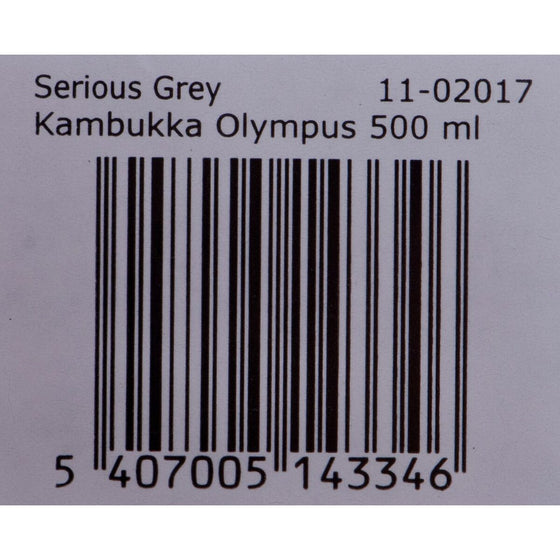 Serious Grey 11-02017
Kambukka Olympus 500 ml
5 407005 143346